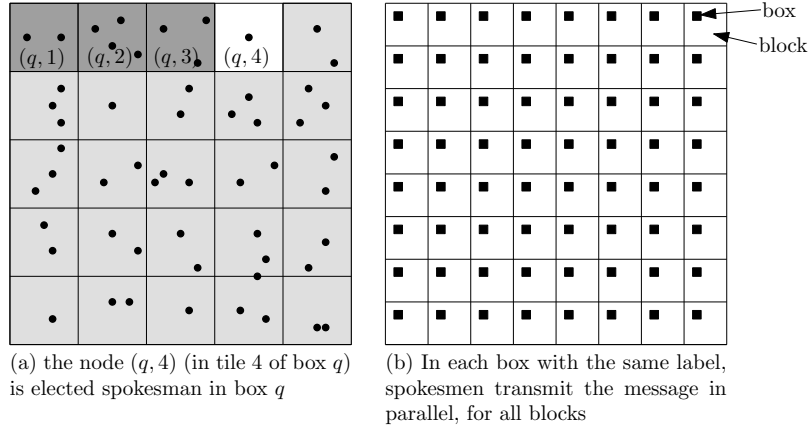 (q, 1) (q, 2) (q, 3) (q, 4)
box
block
(a) the node (q, 4) (in tile 4 of box q)
is elected spokesman in box q
(b) In each box with the same label,
spokesmen transmit the message in
parallel, for all blocks